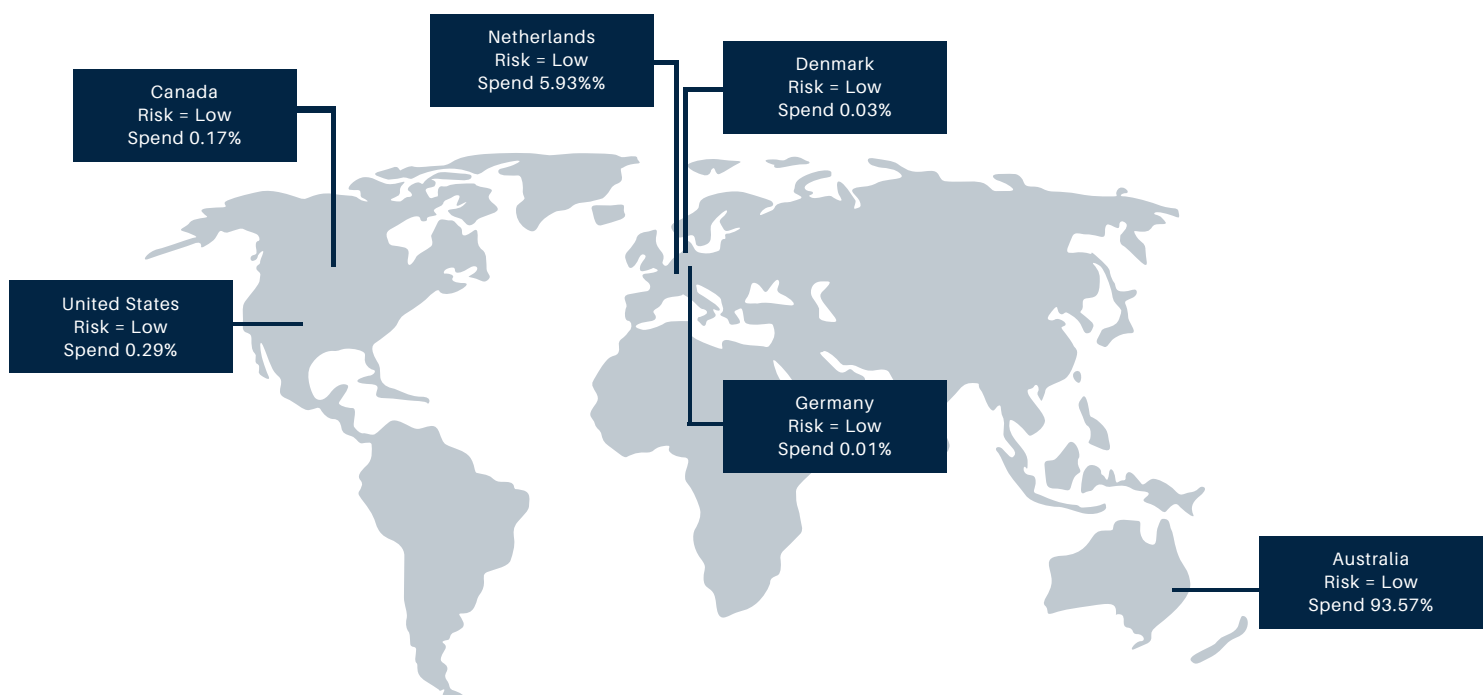 Netherlands
Risk = Low
Spend 5.93%%
Denmark
Risk = Low
Spend 0.03%
Canada
Risk = Low
Spend 0.17%
United States
Risk = Low
Spend 0.29%
Germany
Risk = Low
Spend 0.01%
Australia
Risk = Low
Spend 93.57%